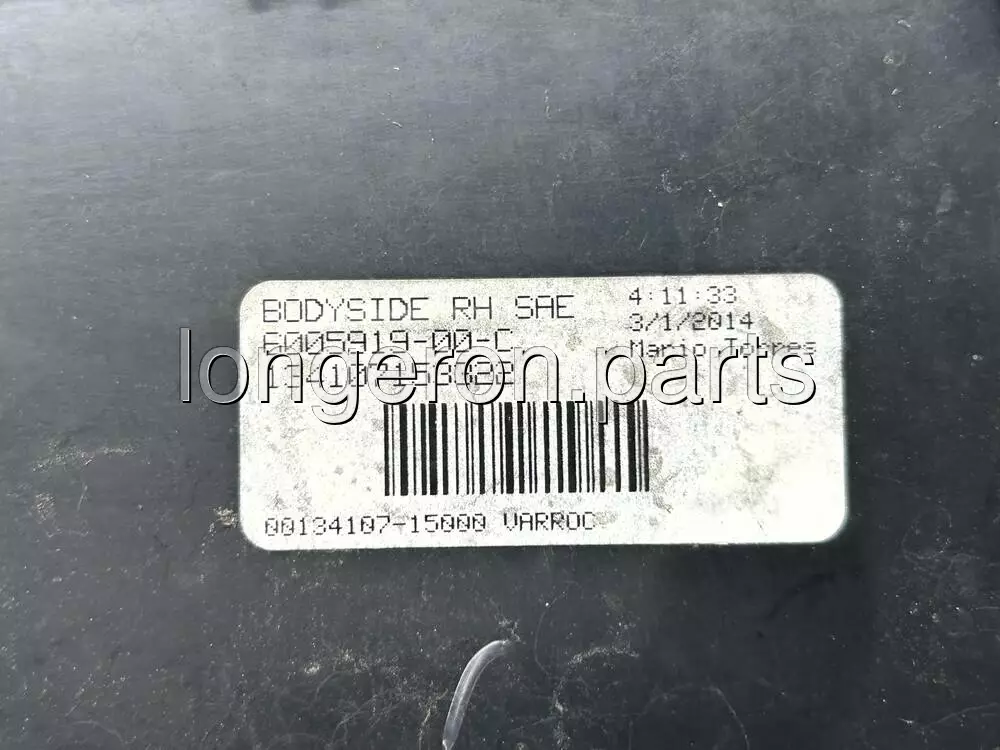 BODYSIDE RH SAE
4:11:33
6005919-00-C
3/1/2014
Mario Torres
longeron.parts
00134107-15000 VARROC